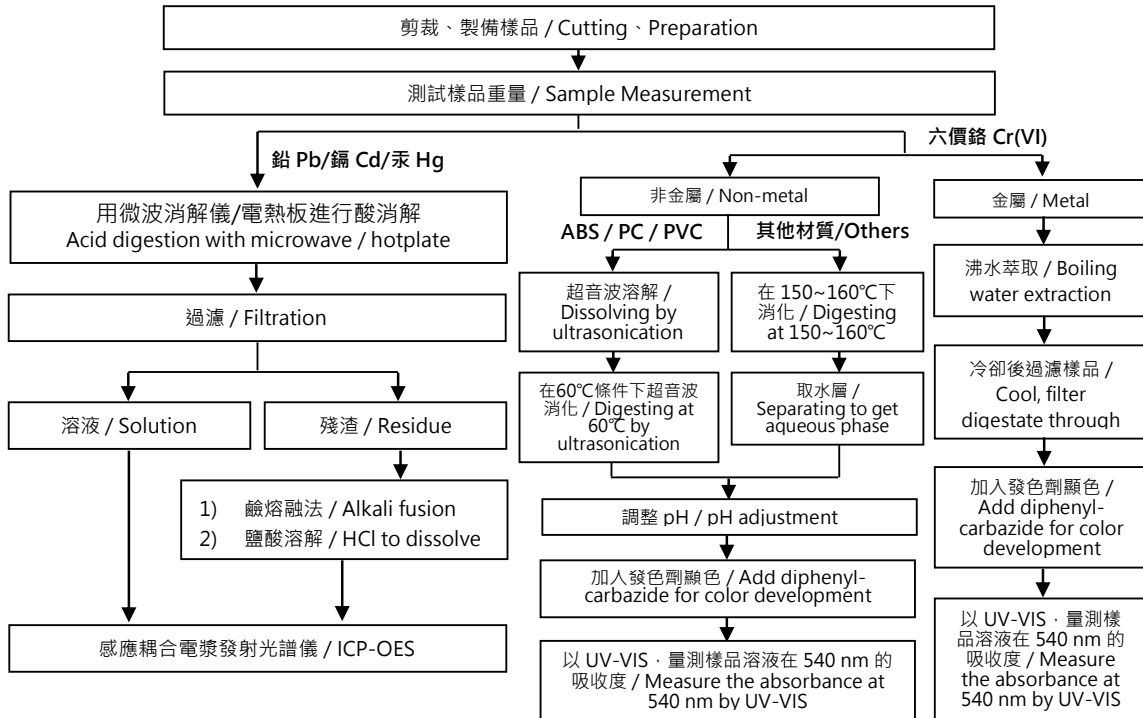 剪裁、製備樣品 / Cutting、Preparation
測試樣品重量 / Sample Measurement
鉛 Pb/鎘 Cd/汞 Hg
六價鉻 Cr(VI)
用微波消解儀/電熱板進行酸消解
Acid digestion with microwave / hotplate
過濾 / Filtration
溶液 / Solution
殘渣 / Residue
1) 鹼熔融法 / Alkali fusion
2) 鹽酸溶解 / HCl to dissolve
感應耦合電漿發射光譜儀 / ICP-OES
非金屬 / Non-metal
ABS / PC / PVC
其他材質/Others
超音波溶解 /
Dissolving by
ultrasonication
在60℃條件下超音波
消化 / Digesting at
60℃ by
ultrasonication
在 150~160℃下
消化 / Digesting
at 150~160℃
取水層 /
Separating to get
aqueous phase
調整 pH / pH adjustment
加入發色劑顯色 / Add diphenyl-
carbazide for color development
以 UV-VIS，量測樣品溶液在 540 nm 的
吸收度 / Measure the absorbance at
540 nm by UV-VIS
金屬 / Metal
沸水萃取 / Boiling
water extraction
冷卻後過濾樣品 /
Cool, filter
digestate through
加入發色劑顯色 /
Add diphenyl-
carbazide for color
development
以 UV-VIS，量測樣
品溶液在 540 nm 的
吸收度 / Measure
the absorbance at
540 nm by UV-VIS